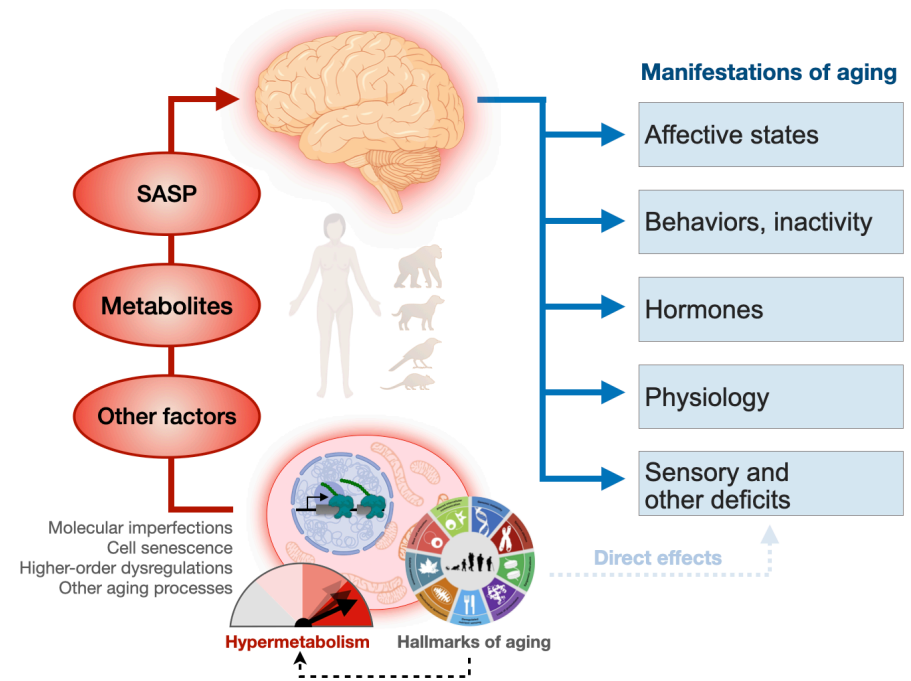 Manifestations of aging
Affective states
Behaviors, inactivity
Hormones
Physiology
Sensory and
other deficits
SASP
Metabolites
Other factors
Molecular imperfections
Cell senescence
Higher-order dysregulations
Other aging processes
Hypermetabolism
Hallmarks of aging
Direct effects